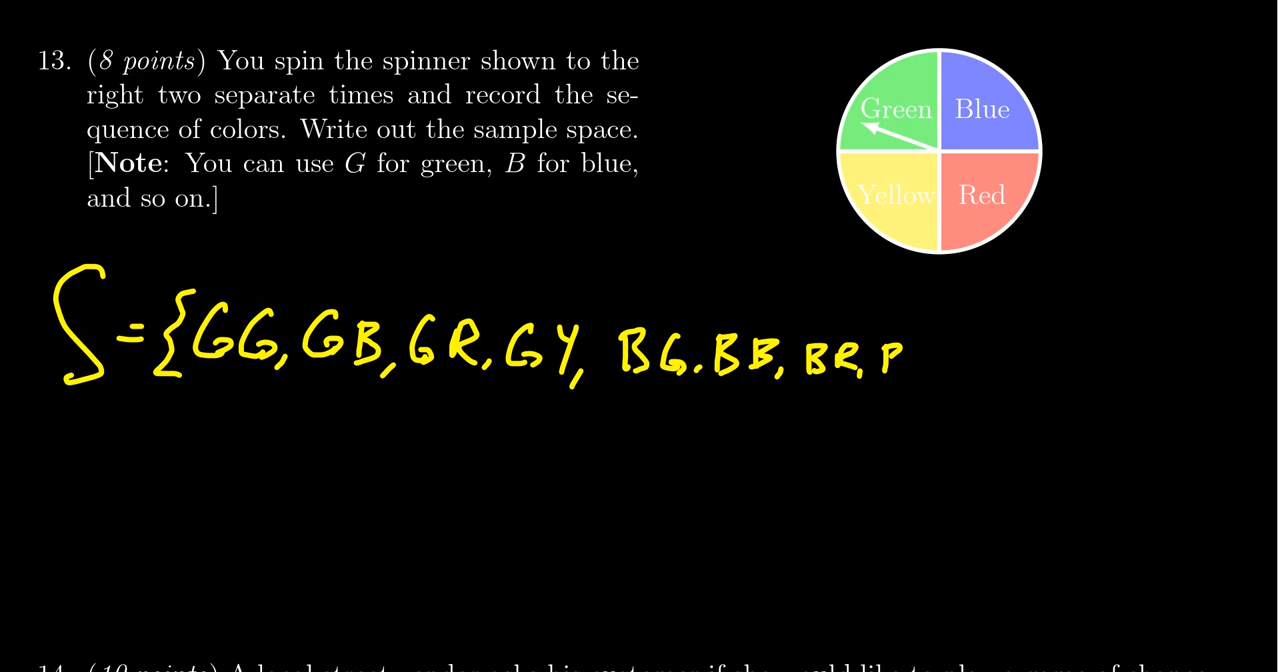 13. (8 points) You spin the spinner shown to the
right two separate times and record the se-
quence of colors. Write out the sample space.
[Note: You can use G for green, B for blue,
and so on.]
Green Blue
Yellow Red
S = {GG, GB, GR, GY, BG, BB, BR,